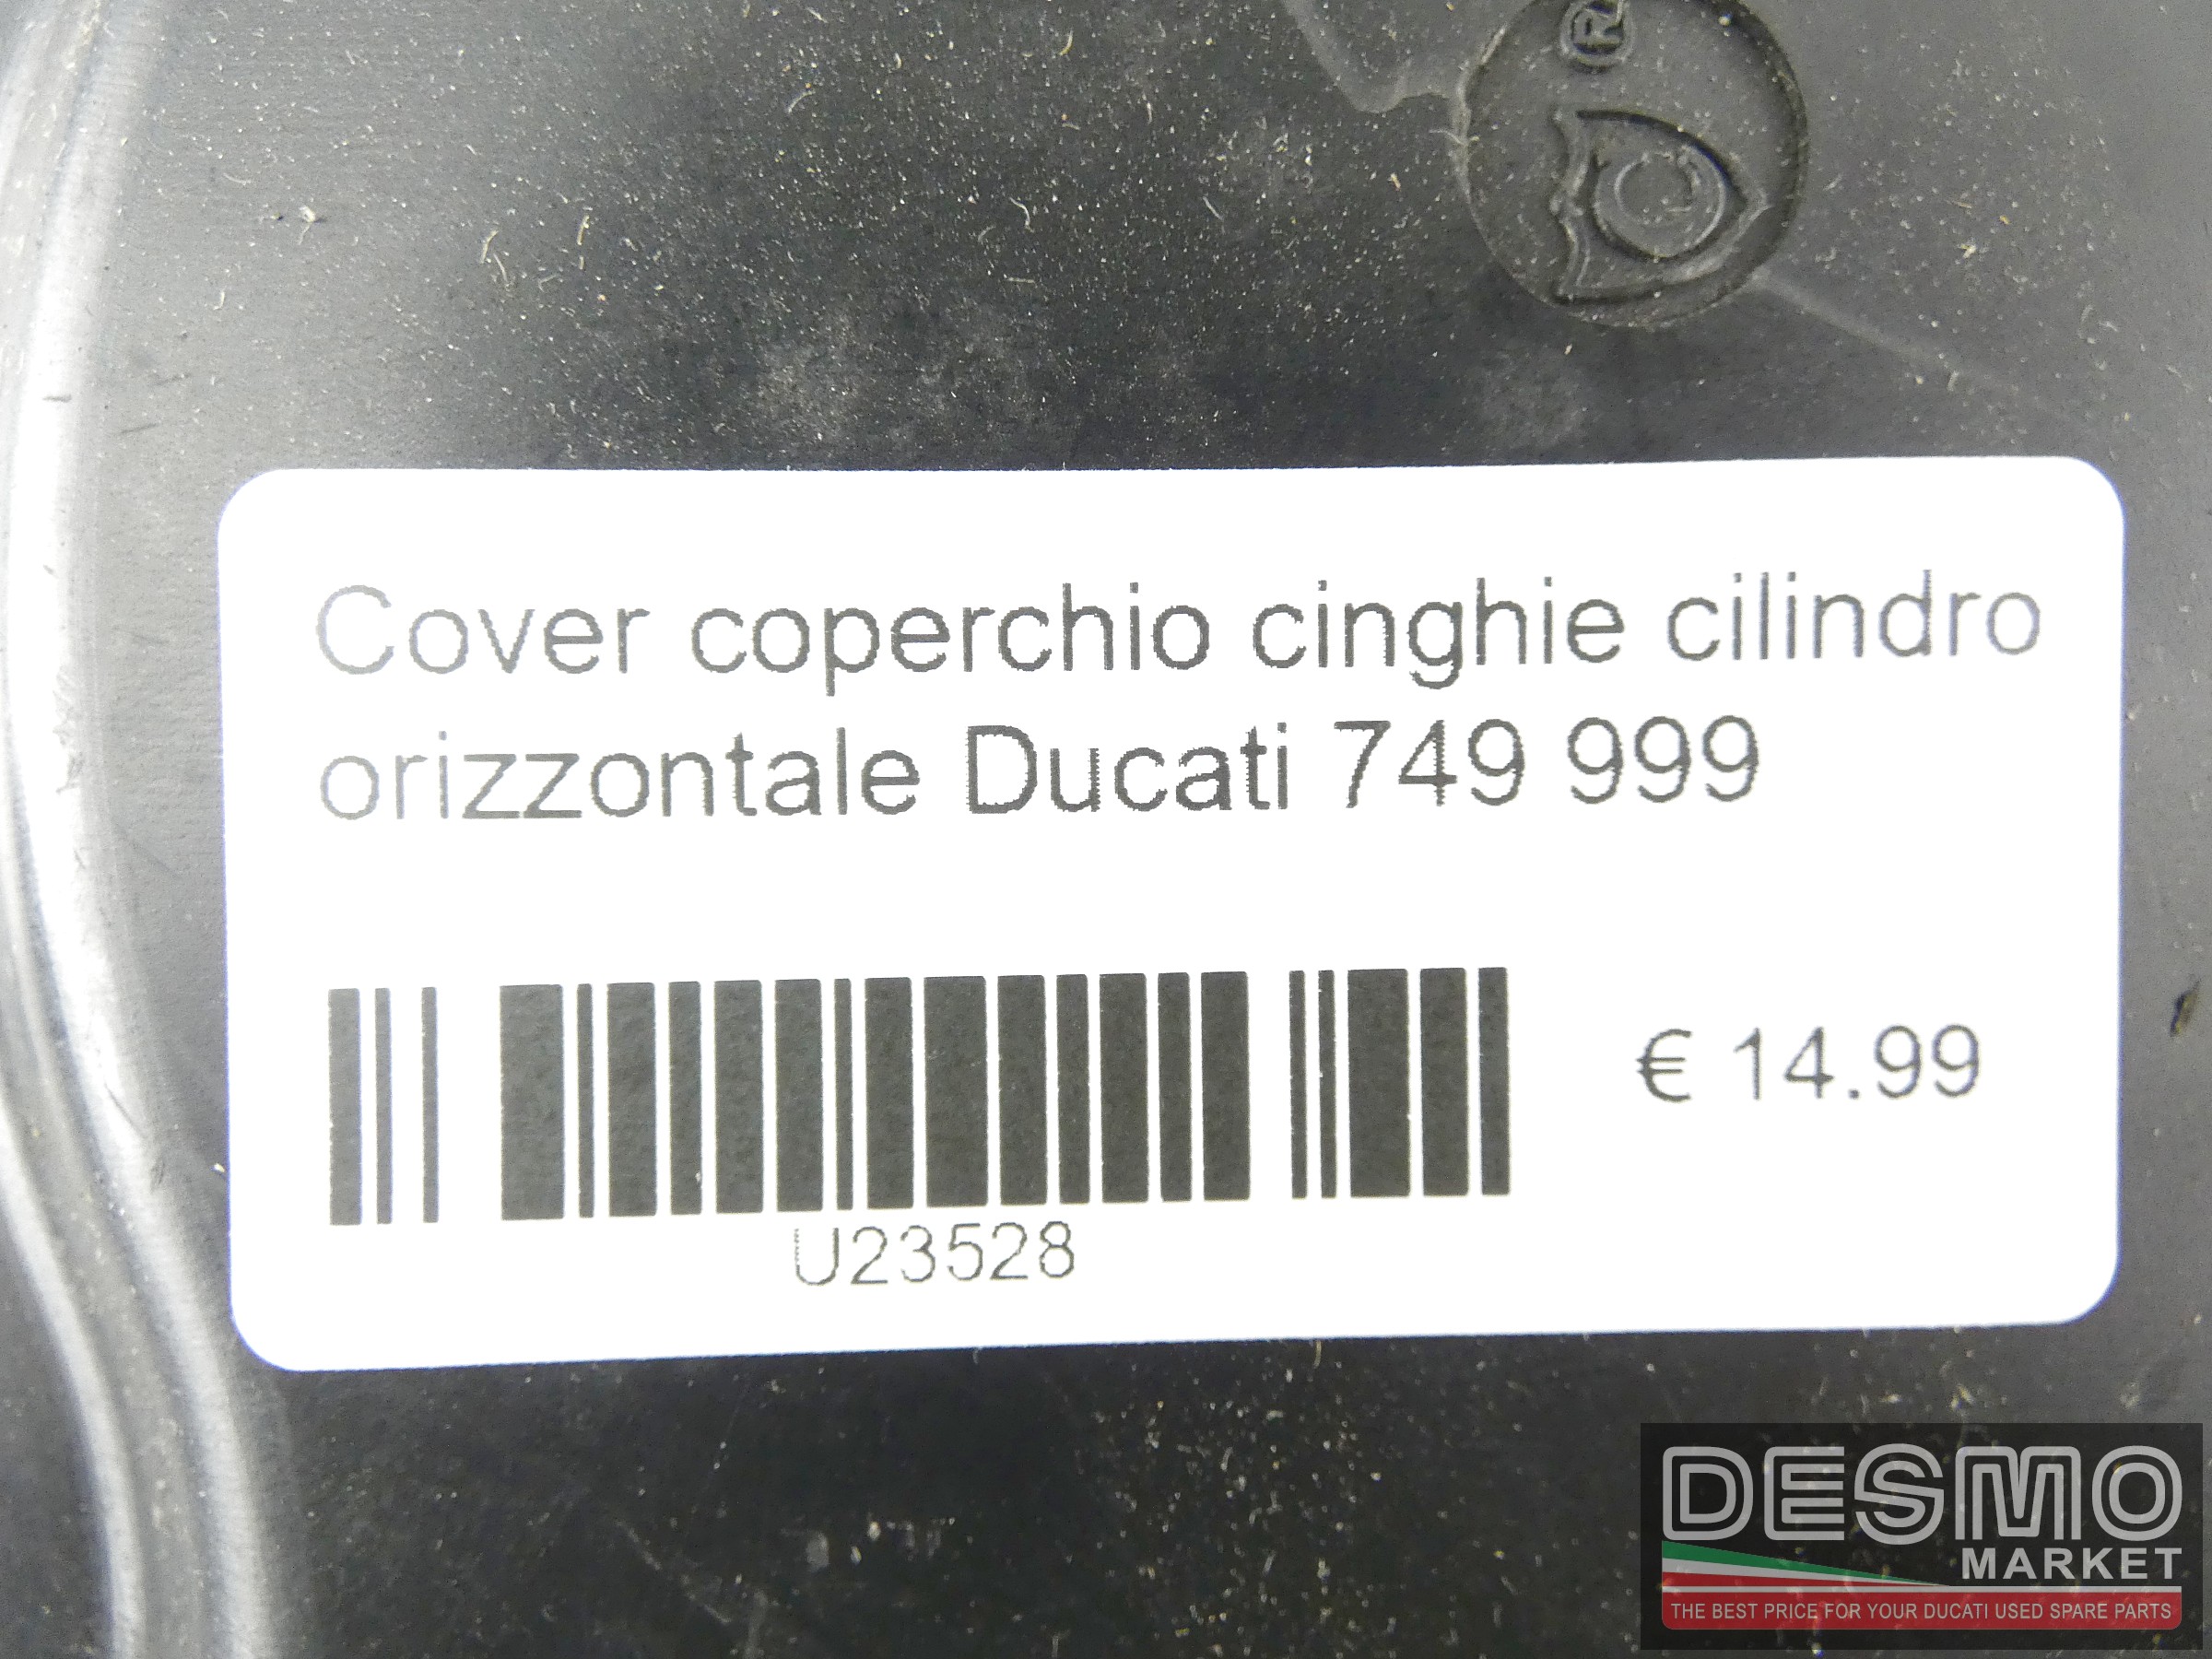 ®
Cover coperchio cinghie cilindro
orizzontale Ducati 749 999
€ 14.99
U23528
DESMO
MARKET
THE BEST PRICE FOR YOUR DUCATI USED SPARE PARTS